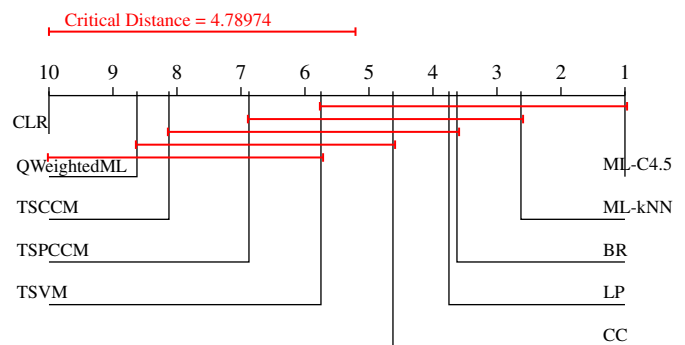 Critical Distance = 4.78974
10 9 8 7 6 5 4 3 2 1
CLR
QWeightedML ML-C4.5
TSCCM ML-kNN
TSPCCM BR
TSVM LP
CC